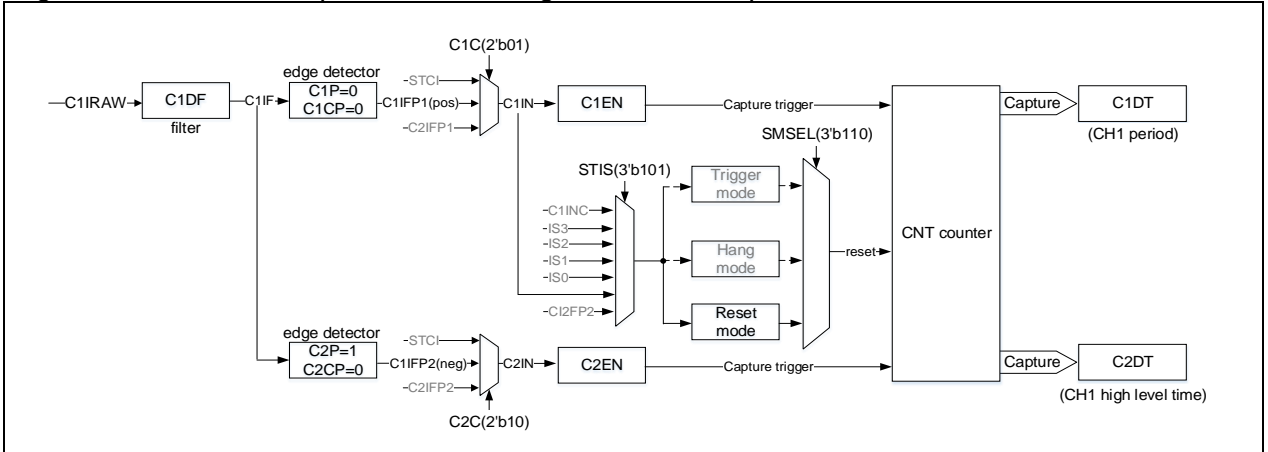 C1C(2'b01)
edge detector
C1P=0
C1CP=0
STCI
C1IRAW
C1DF
C1IF
C1IFP1(pos)
C1IN
C1EN
Capture trigger
Capture
C1DT
filter
C2IFP1
(CH1 period)
SMSEL(3'b110)
STIS(3'b101)
Trigger
mode
C1INC
IS3
IS2
IS1
IS0
CI2FP2
Hang
mode
reset
CNT counter
Reset
mode
edge detector
C2P=1
C2CP=0
STCI
C1IFP2(neg)
C2IN
C2EN
Capture trigger
Capture
C2DT
C2IFP2
(CH1 high level time)
C2C(2'b10)